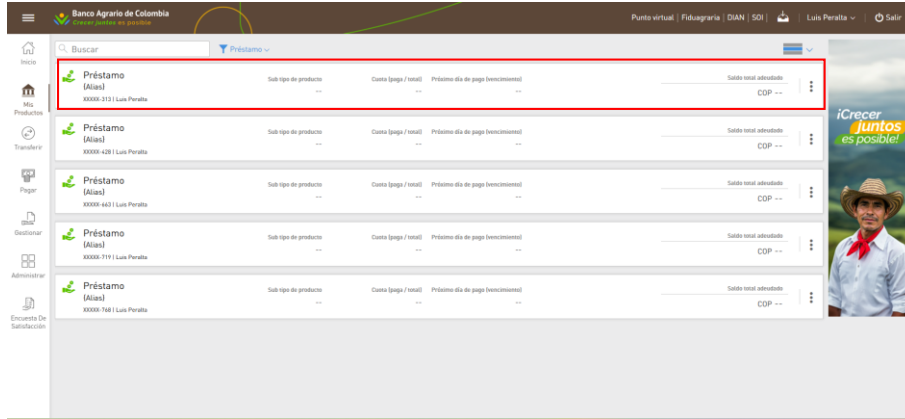 Banco Agrario de Colombia
Crecer juntos es posible
Punto virtual | Fiduagraria | DIAN | SOI | Luis Peralta Salir
Inicio
Mis
Productos
Transferir
Pagar
Gestionar
Administrar
Encuesta De
Satisfacción
Buscar Préstamo
Préstamo
(Alias)
XXXXX-313 | Luis Peralta
Sub tipo de producto Cuota (paga / total) Próximo día de pago (vencimiento) Saldo total adeudado
-- -- -- COP --
Préstamo
(Alias)
XXXXX-428 | Luis Peralta
Sub tipo de producto Cuota (paga / total) Próximo día de pago (vencimiento) Saldo total adeudado
-- -- -- COP --
Préstamo
(Alias)
XXXXX-663 | Luis Peralta
Sub tipo de producto Cuota (paga / total) Próximo día de pago (vencimiento) Saldo total adeudado
-- -- -- COP --
Préstamo
(Alias)
XXXXX-719 | Luis Peralta
Sub tipo de producto Cuota (paga / total) Próximo día de pago (vencimiento) Saldo total adeudado
-- -- -- COP --
Préstamo
(Alias)
XXXXX-768 | Luis Peralta
Sub tipo de producto Cuota (paga / total) Próximo día de pago (vencimiento) Saldo total adeudado
-- -- -- COP --
¡Crecer
juntos
es posible!